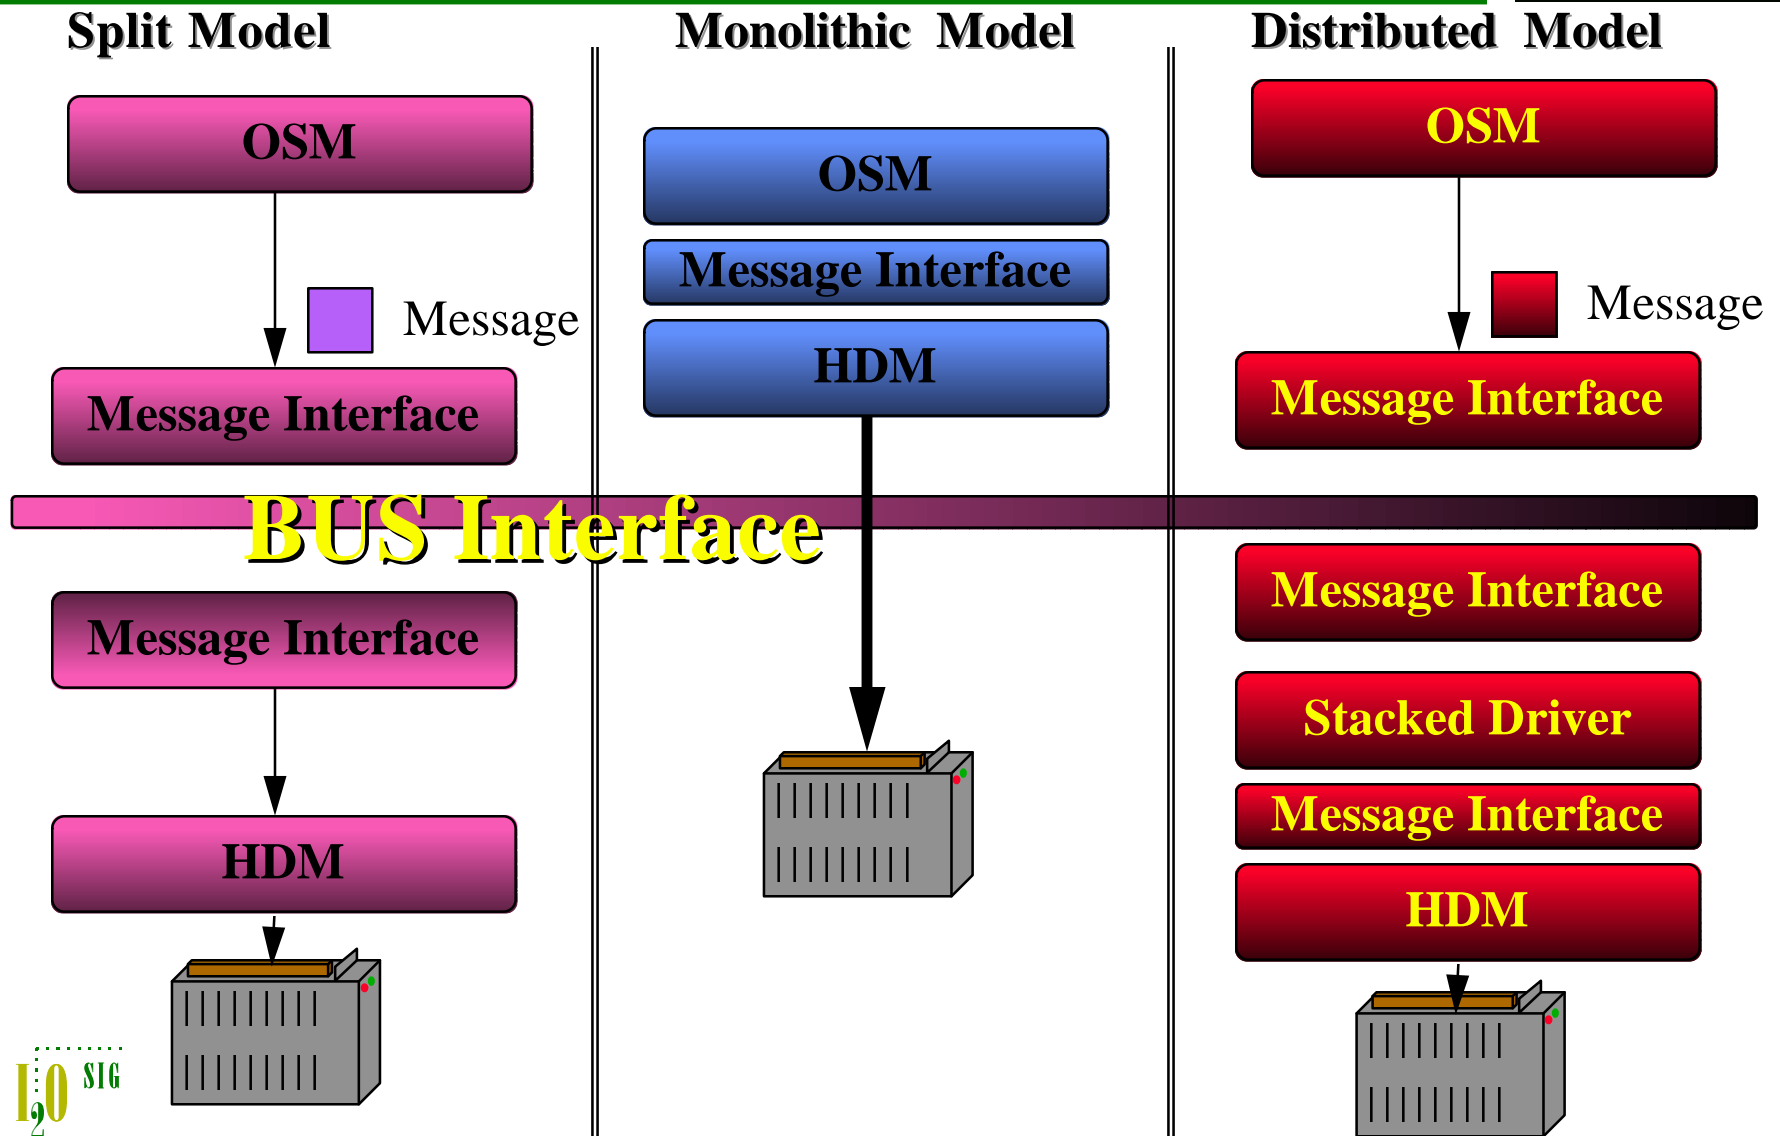 Split Model
Monolithic Model
Distributed Model
OSM
Message
Message Interface
OSM
Message Interface
HDM
OSM
Message
Message Interface
BUS Interface
Message Interface
HDM
Message Interface
Stacked Driver
Message Interface
HDM
I2O SIG